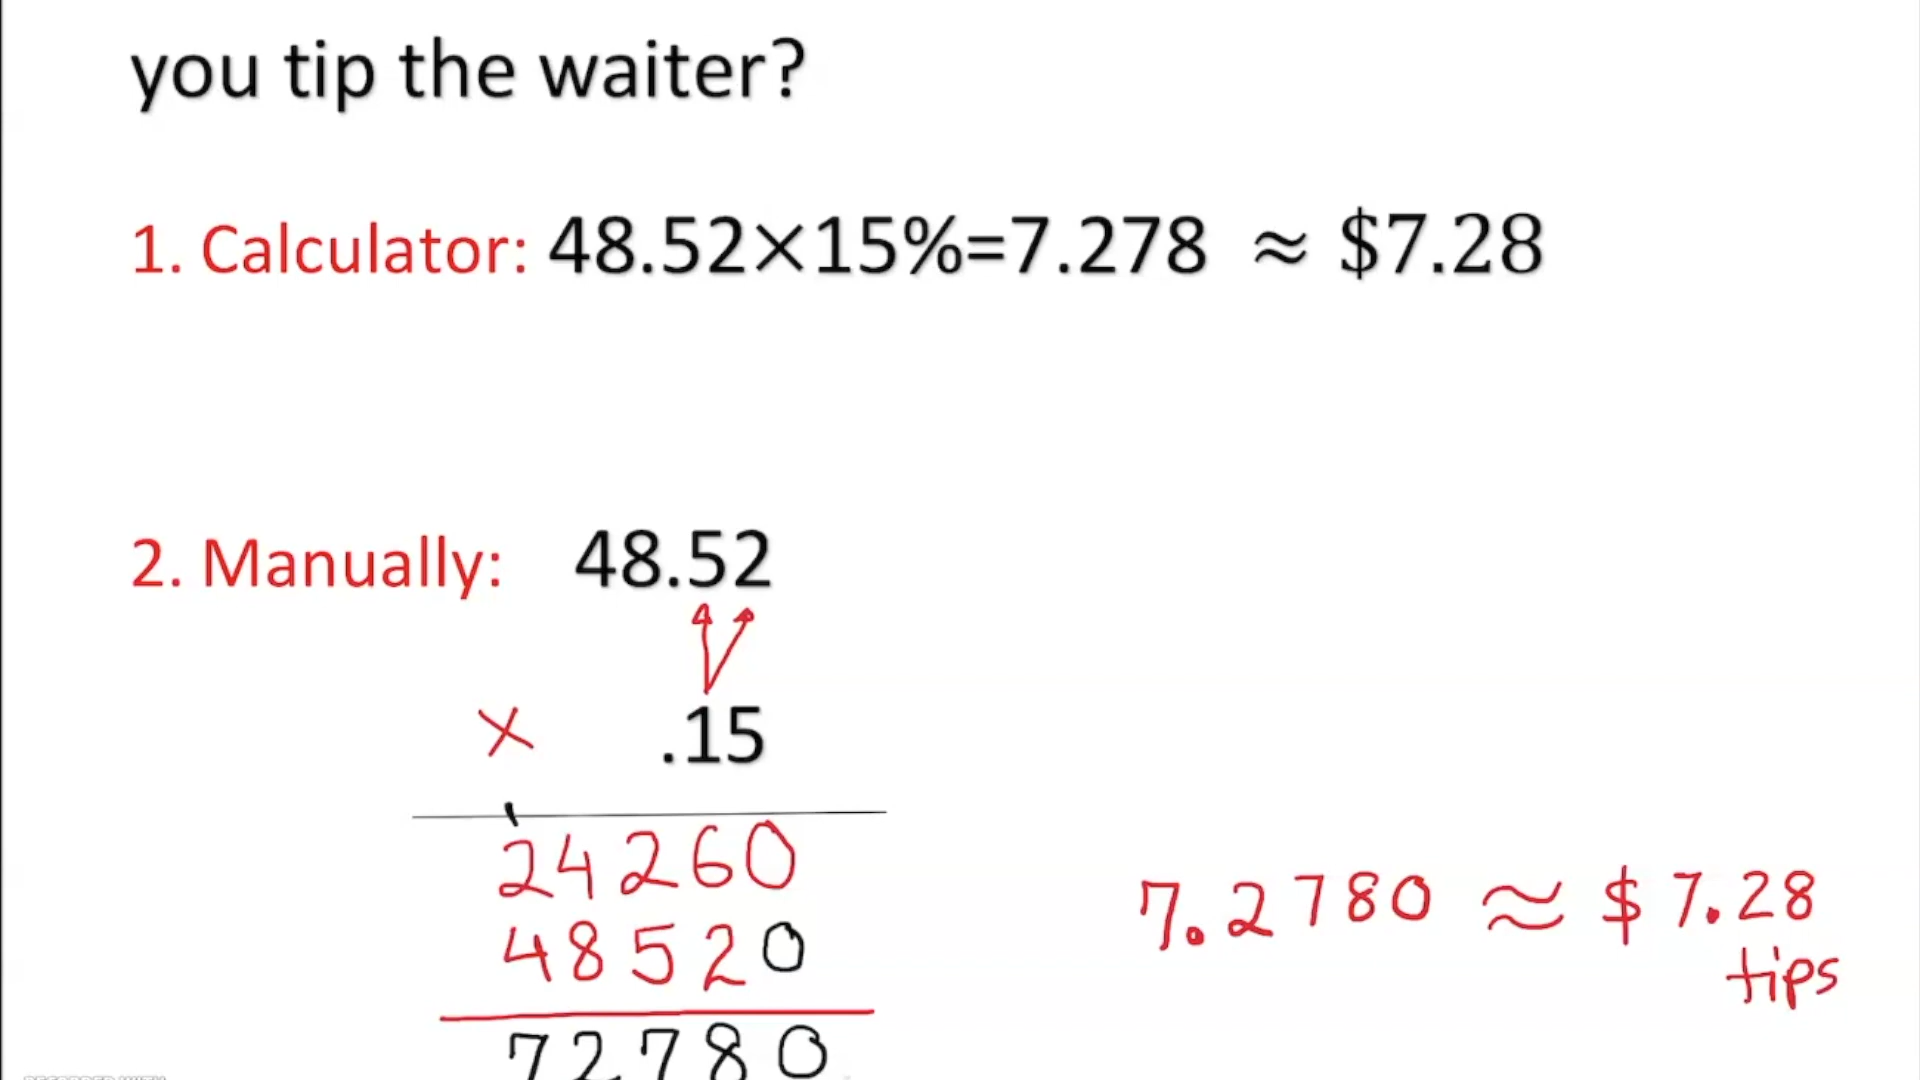 you tip the waiter?
1. Calculator: 48.52×15%=7.278 ≈ $7.28
2. Manually: 48.52
× .15
24260
48520
72780
7.2780 ≈ $7.28
tips